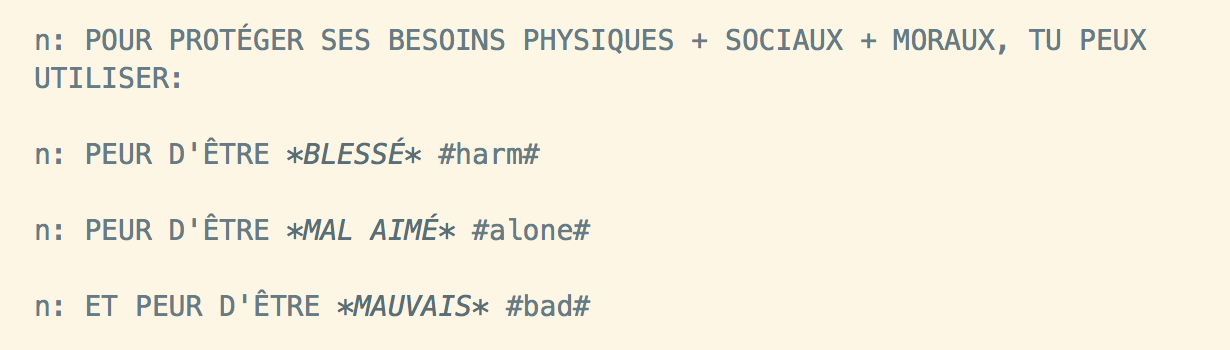 n: POUR PROTÉGER SES BESOINS PHYSIQUES + SOCIAUX + MORAUX, TU PEUX
UTILISER:
n: PEUR D'ÊTRE *BLESSÉ* #harm#
n: PEUR D'ÊTRE *MAL AIMÉ* #alone#
n: ET PEUR D'ÊTRE *MAUVAIS* #bad#